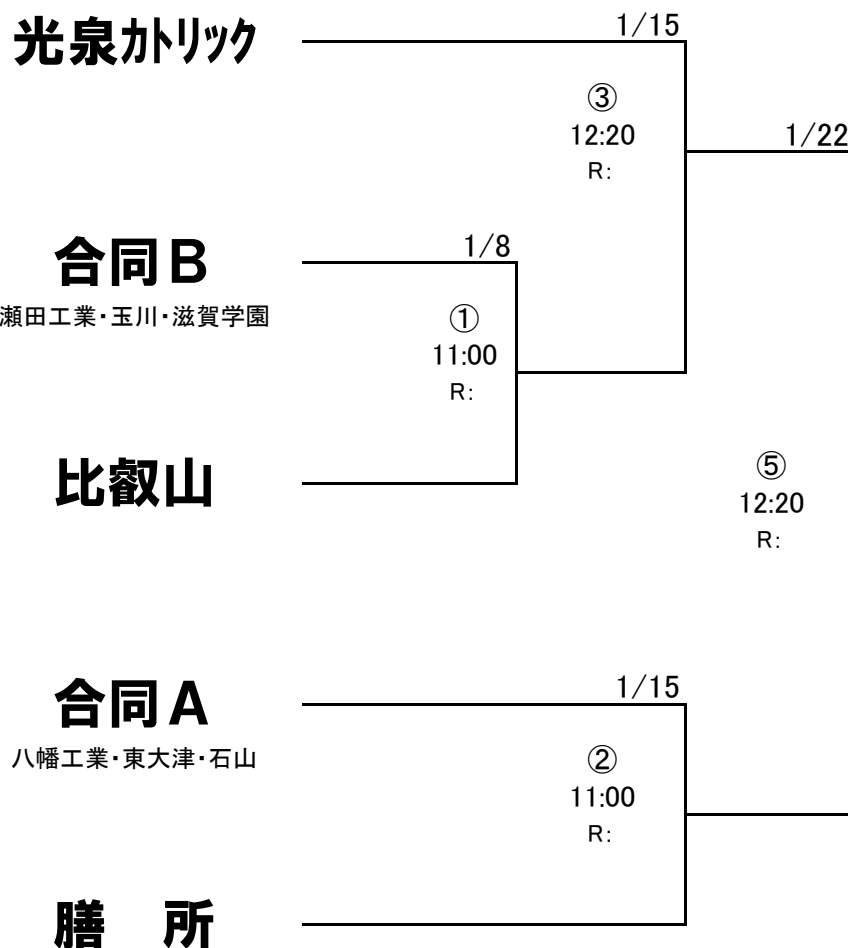 1/15
光泉カトリック
③
12:20
R:
1/22
1/8
合同B
瀬田工業・玉川・滋賀学園
①
11:00
R:
比叡山
⑤
12:20
R:
1/15
合同A
八幡工業・東大津・石山
②
11:00
R:
膳　所